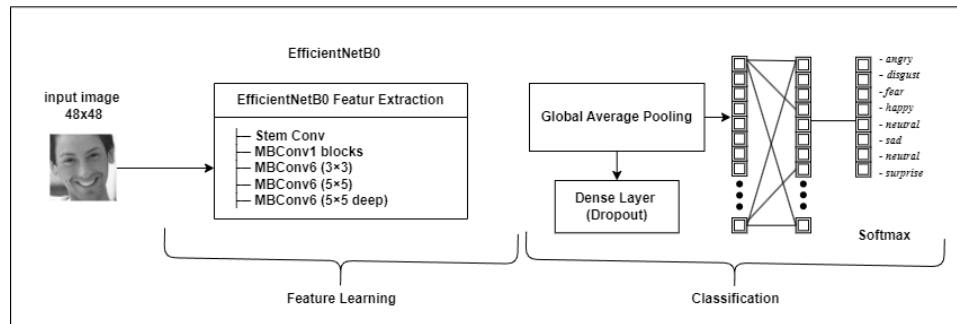 EfficientNetB0
input image
48x48
EfficientNetB0 Featur Extraction
Stem Conv
MBConv1 blocks
MBConv6 (3×3)
MBConv6 (5×5)
MBConv6 (5×5 deep)
Feature Learning
Global Average Pooling
Dense Layer
(Dropout)
- angry
- disgust
- fear
- happy
- neutral
- sad
- neutral
- surprise
Softmax
Classification